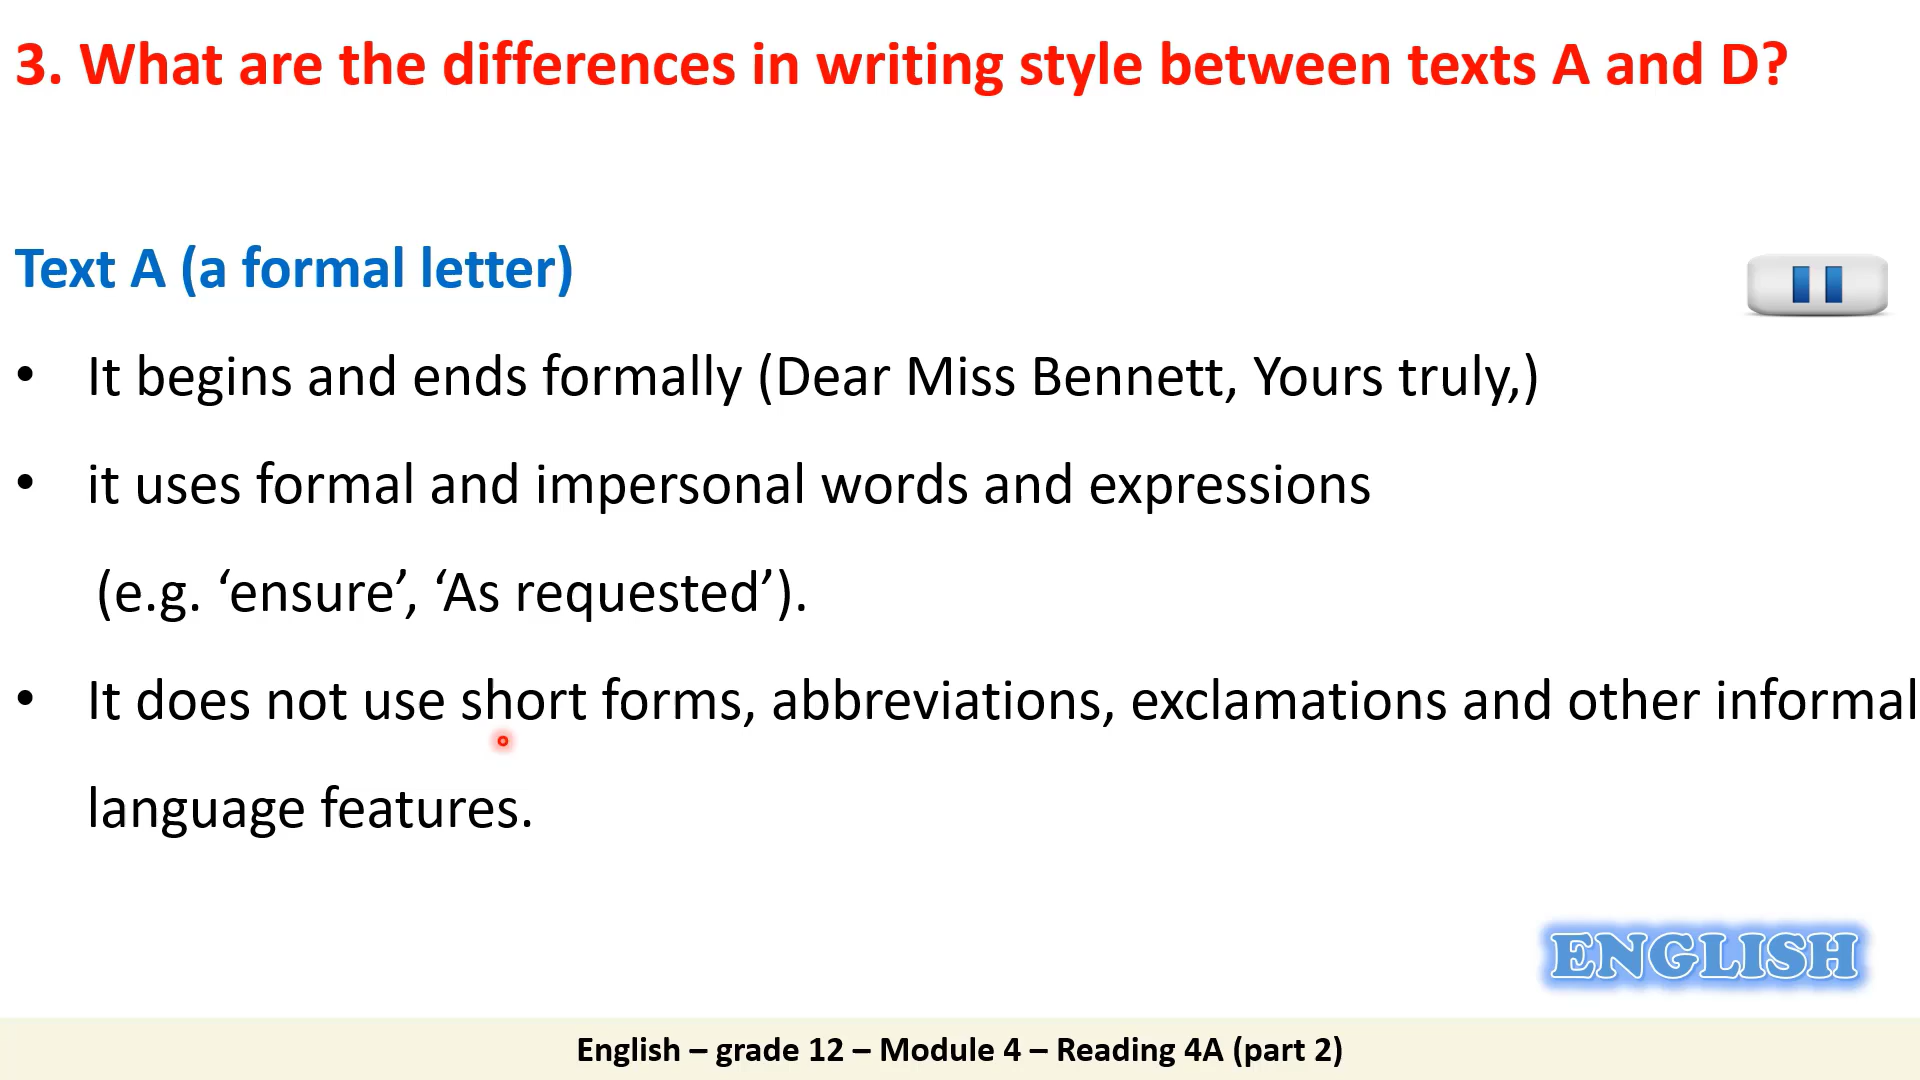 3. What are the differences in writing style between texts A and D?
Text A (a formal letter)
• It begins and ends formally (Dear Miss Bennett, Yours truly,)
• it uses formal and impersonal words and expressions
(e.g. ‘ensure’, ‘As requested’).
• It does not use short forms, abbreviations, exclamations and other informal
language features.
ENGLISH
English – grade 12 – Module 4 – Reading 4A (part 2)